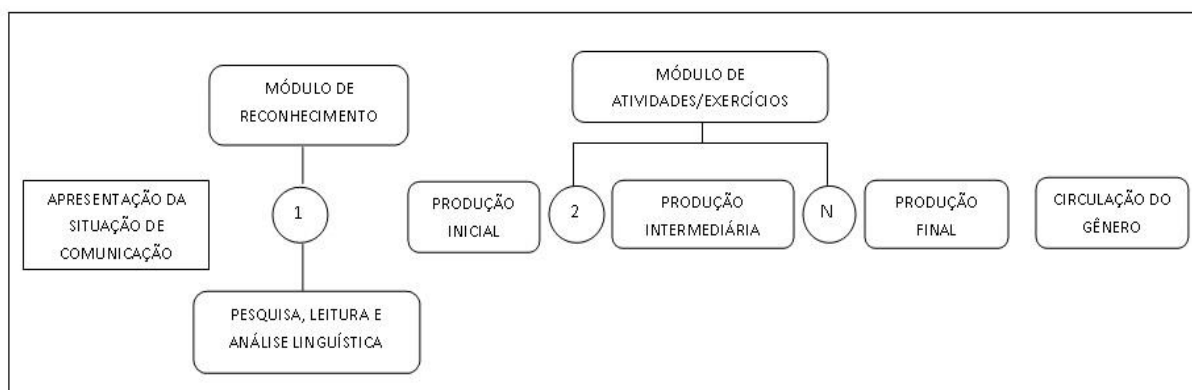 MÓDULO DE
RECONHECIMENTO
MÓDULO DE
ATIVIDADES/EXERCÍCIOS
APRESENTAÇÃO DA
SITUAÇÃO DE
COMUNICAÇÃO
1
PRODUÇÃO
INICIAL
2
PRODUÇÃO
INTERMEDIÁRIA
N
PRODUÇÃO
FINAL
CIRCULAÇÃO DO
GÊNERO
PESQUISA, LEITURA E
ANÁLISE LINGUÍSTICA